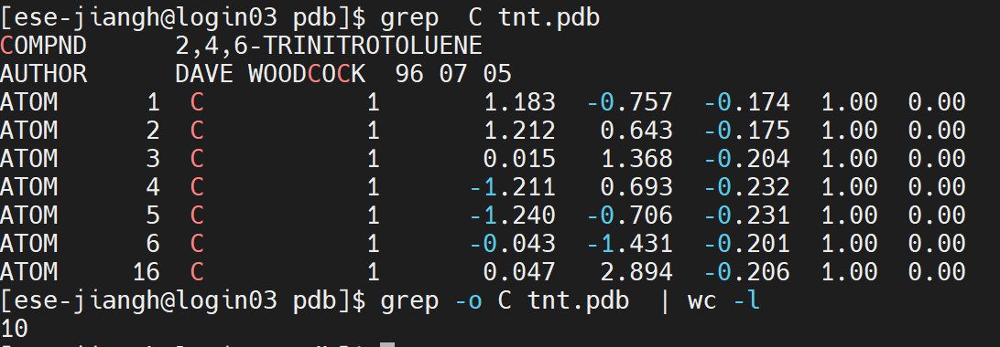 [ese-jiangh@login03 pdb]$ grep  C tnt.pdb
COMPND      2,4,6-TRINITROTOLUENE
AUTHOR      DAVE WOODCOCK  96 07 05
ATOM      1  C           1       1.183  -0.757  -0.174  1.00  0.00
ATOM      2  C           1       1.212   0.643  -0.175  1.00  0.00
ATOM      3  C           1       0.015   1.368  -0.204  1.00  0.00
ATOM      4  C           1      -1.211   0.693  -0.232  1.00  0.00
ATOM      5  C           1      -1.240  -0.706  -0.231  1.00  0.00
ATOM      6  C           1      -0.043  -1.431  -0.201  1.00  0.00
ATOM     16  C           1       0.047   2.894  -0.206  1.00  0.00
[ese-jiangh@login03 pdb]$ grep -o C tnt.pdb  | wc -l
10